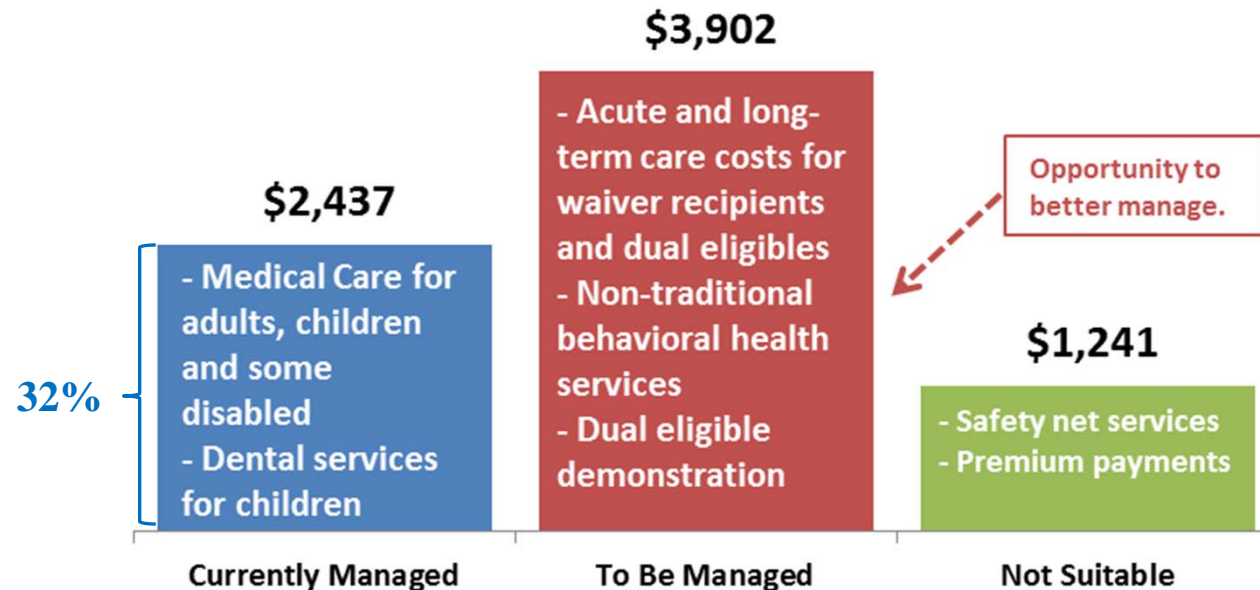 $3,902
- Acute and long-
term care costs for
waiver recipients
and dual eligibles
- Non-traditional
behavioral health
services
- Dual eligible
demonstration
Opportunity to
better manage.
$2,437
- Medical Care for
adults, children
and some
disabled
- Dental services
for children
32%
$1,241
- Safety net services
- Premium payments
Currently Managed
To Be Managed
Not Suitable